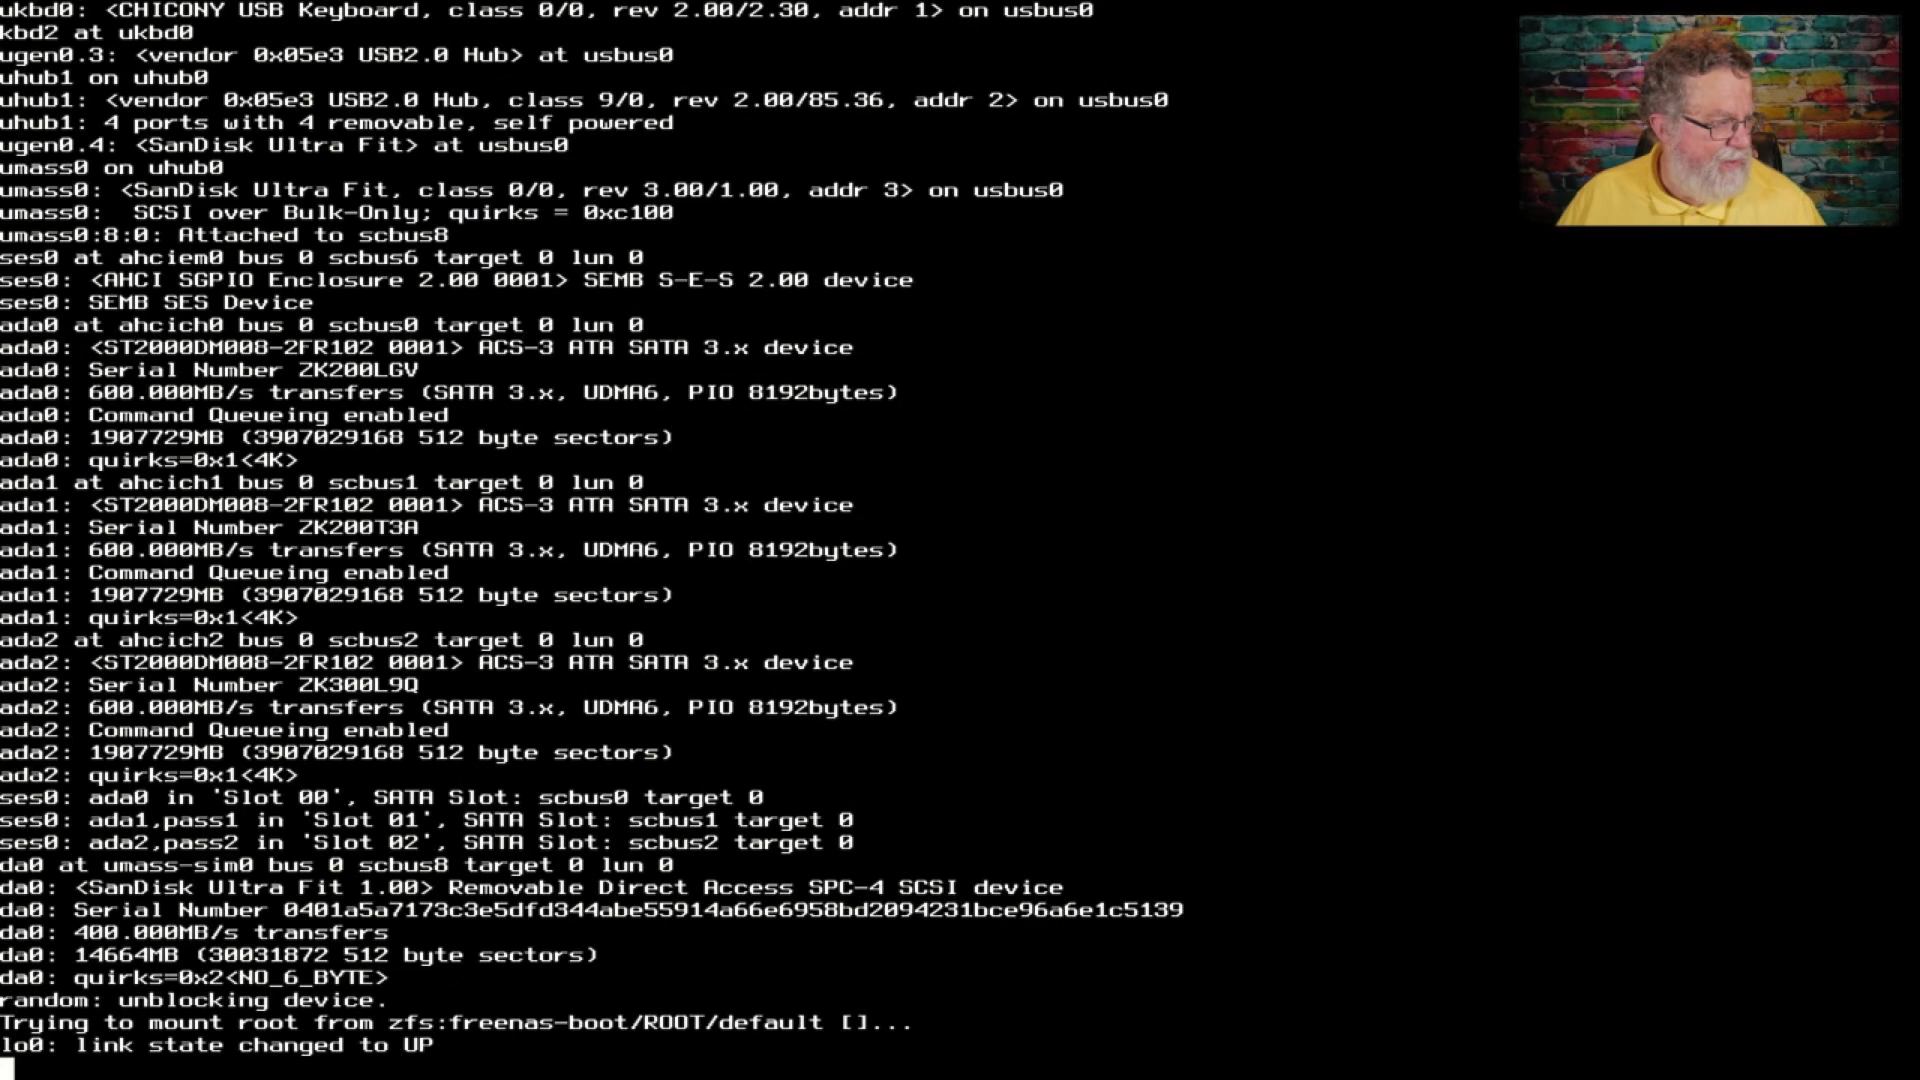 ukbd0: <CHICONY USB Keyboard, class 0/0, rev 2.00/2.30, addr 1> on usbus0
kbd2 at ukbd0
ugen0.3: <vendor 0x05e3 USB2.0 Hub> at usbus0
uhub1 on uhub0
uhub1: <vendor 0x05e3 USB2.0 Hub, class 9/0, rev 2.00/85.36, addr 2> on usbus0
uhub1: 4 ports with 4 removable, self powered
ugen0.4: <SanDisk Ultra Fit> at usbus0
umass0 on uhub0
umass0: <SanDisk Ultra Fit, class 0/0, rev 3.00/1.00, addr 3> on usbus0
umass0:  SCSI over Bulk-Only; quirks = 0xc100
umass0:8:0: Attached to scbus8
ses0 at ahciem0 bus 0 scbus6 target 0 lun 0
ses0: <AHCI SGPIO Enclosure 2.00 0001> SEMB S-E-S 2.00 device
ses0: SEMB SES Device
ada0 at ahcich0 bus 0 scbus0 target 0 lun 0
ada0: <ST2000DM008-2FR102 0001> ACS-3 ATA SATA 3.x device
ada0: Serial Number ZK200LGV
ada0: 600.000MB/s transfers (SATA 3.x, UDMA6, PIO 8192bytes)
ada0: Command Queueing enabled
ada0: 1907729MB (3907029168 512 byte sectors)
ada0: quirks=0x1<4K>
ada1 at ahcich1 bus 0 scbus1 target 0 lun 0
ada1: <ST2000DM008-2FR102 0001> ACS-3 ATA SATA 3.x device
ada1: Serial Number ZK200T3A
ada1: 600.000MB/s transfers (SATA 3.x, UDMA6, PIO 8192bytes)
ada1: Command Queueing enabled
ada1: 1907729MB (3907029168 512 byte sectors)
ada1: quirks=0x1<4K>
ada2 at ahcich2 bus 0 scbus2 target 0 lun 0
ada2: <ST2000DM008-2FR102 0001> ACS-3 ATA SATA 3.x device
ada2: Serial Number ZK300L9Q
ada2: 600.000MB/s transfers (SATA 3.x, UDMA6, PIO 8192bytes)
ada2: Command Queueing enabled
ada2: 1907729MB (3907029168 512 byte sectors)
ada2: quirks=0x1<4K>
ses0: ada0 in 'Slot 00', SATA Slot: scbus0 target 0
ses0: ada1,pass1 in 'Slot 01', SATA Slot: scbus1 target 0
ses0: ada2,pass2 in 'Slot 02', SATA Slot: scbus2 target 0
da0 at umass-sim0 bus 0 scbus8 target 0 lun 0
da0: <SanDisk Ultra Fit 1.00> Removable Direct Access SPC-4 SCSI device
da0: Serial Number 0401a5a7173c3e5dfd344abe55914a66e6958bd2094231bce96a6e1c5139
da0: 400.000MB/s transfers
da0: 14664MB (30031872 512 byte sectors)
da0: quirks=0x2<NO_6_BYTE>
random: unblocking device.
Trying to mount root from zfs:freenas-boot/ROOT/default []...
lo0: link state changed to UP